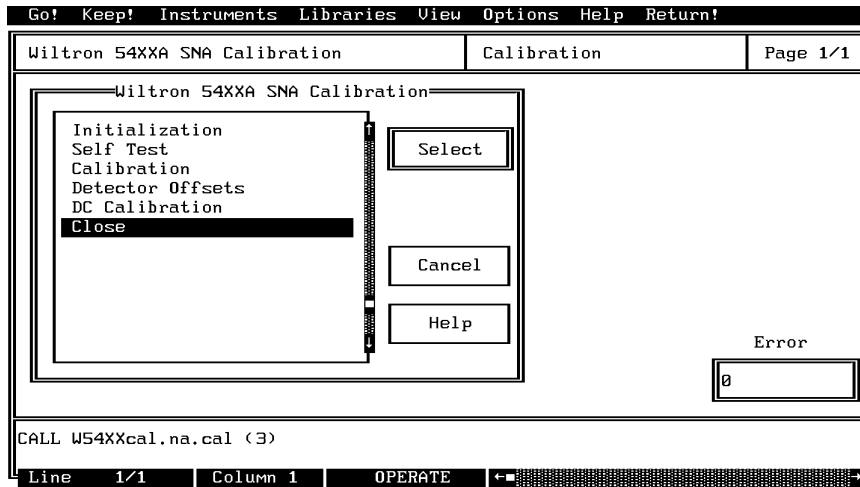 Go! Keep! Instruments Libraries View Options Help Return!
Wiltron 54XXA SNA Calibration Calibration Page 1/1
Wiltron 54XXA SNA Calibration
Initialization
Self Test
Calibration
Detector Offsets
DC Calibration
Close
Select
Cancel
Help
Error
0
CALL W54XXcal.na.cal (3)
Line 1/1 Column 1 OPERATE